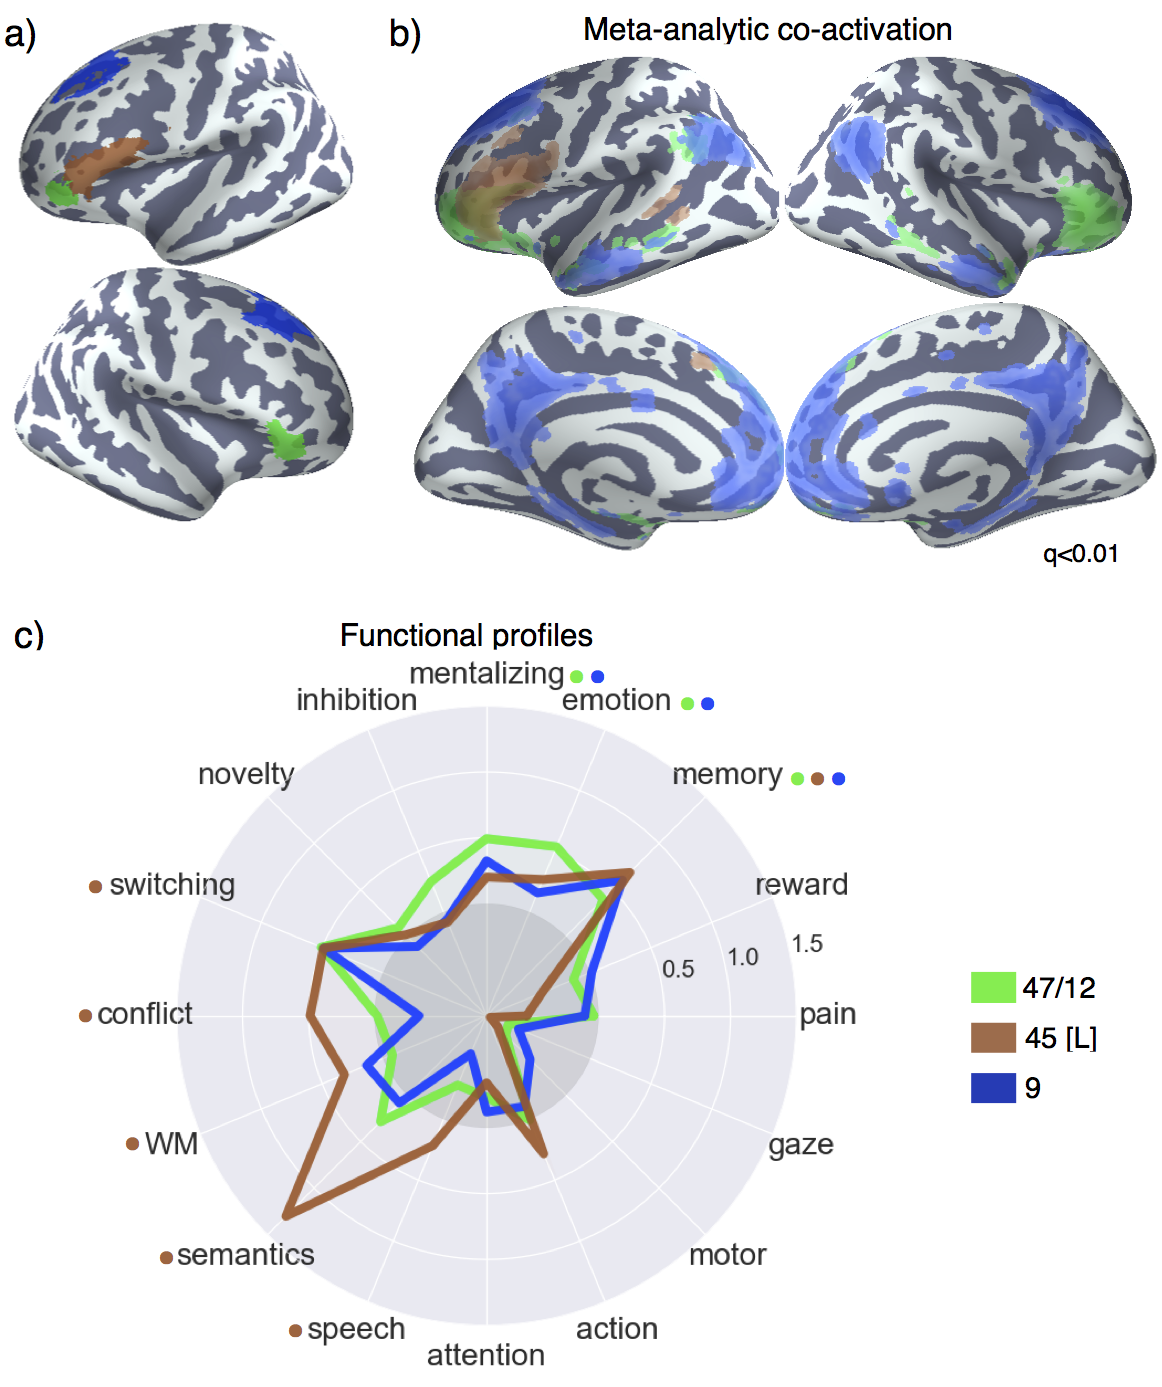 a)
b)
Meta-analytic co-activation
q<0.01
c)
Functional profiles
mentalizing
inhibition
emotion
novelty
memory
switching
reward
1.5
1.0
0.5
conflict
pain
47/12
45 [L]
9
WM
gaze
semantics
motor
speech
action
attention